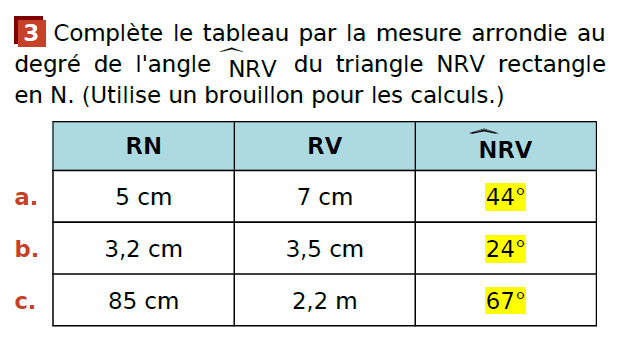 3 Complète le tableau par la mesure arrondie au
degré de l'angle NRV du triangle NRV rectangle
en N. (Utilise un brouillon pour les calculs.)
RN RV NRV
a. 5 cm 7 cm 44°
b. 3,2 cm 3,5 cm 24°
c. 85 cm 2,2 m 67°